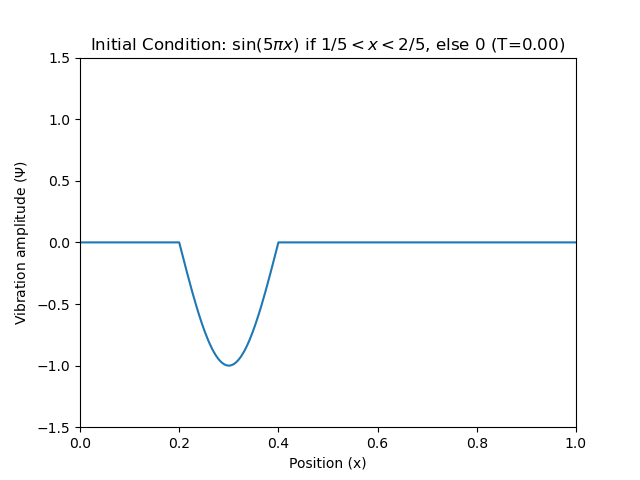 Initial Condition: sin(5πx) if 1/5 < x < 2/5, else 0 (T=0.00)
1.5
1.0
0.5
0.0
−0.5
−1.0
−1.5
Vibration amplitude (Ψ)
0.0 0.2 0.4 0.6 0.8 1.0
Position (x)